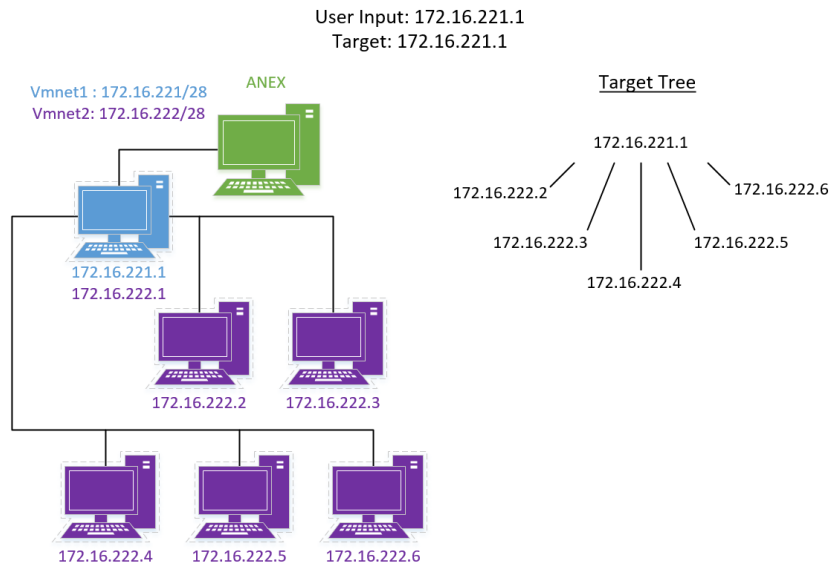 User Input: 172.16.221.1
Target: 172.16.221.1
ANEX
Vmnet1 : 172.16.221/28
Vmnet2: 172.16.222/28
172.16.221.1
172.16.222.1
172.16.222.2
172.16.222.3
172.16.222.4
172.16.222.5
172.16.222.6
Target Tree
172.16.221.1
172.16.222.2
172.16.222.6
172.16.222.3
172.16.222.5
172.16.222.4